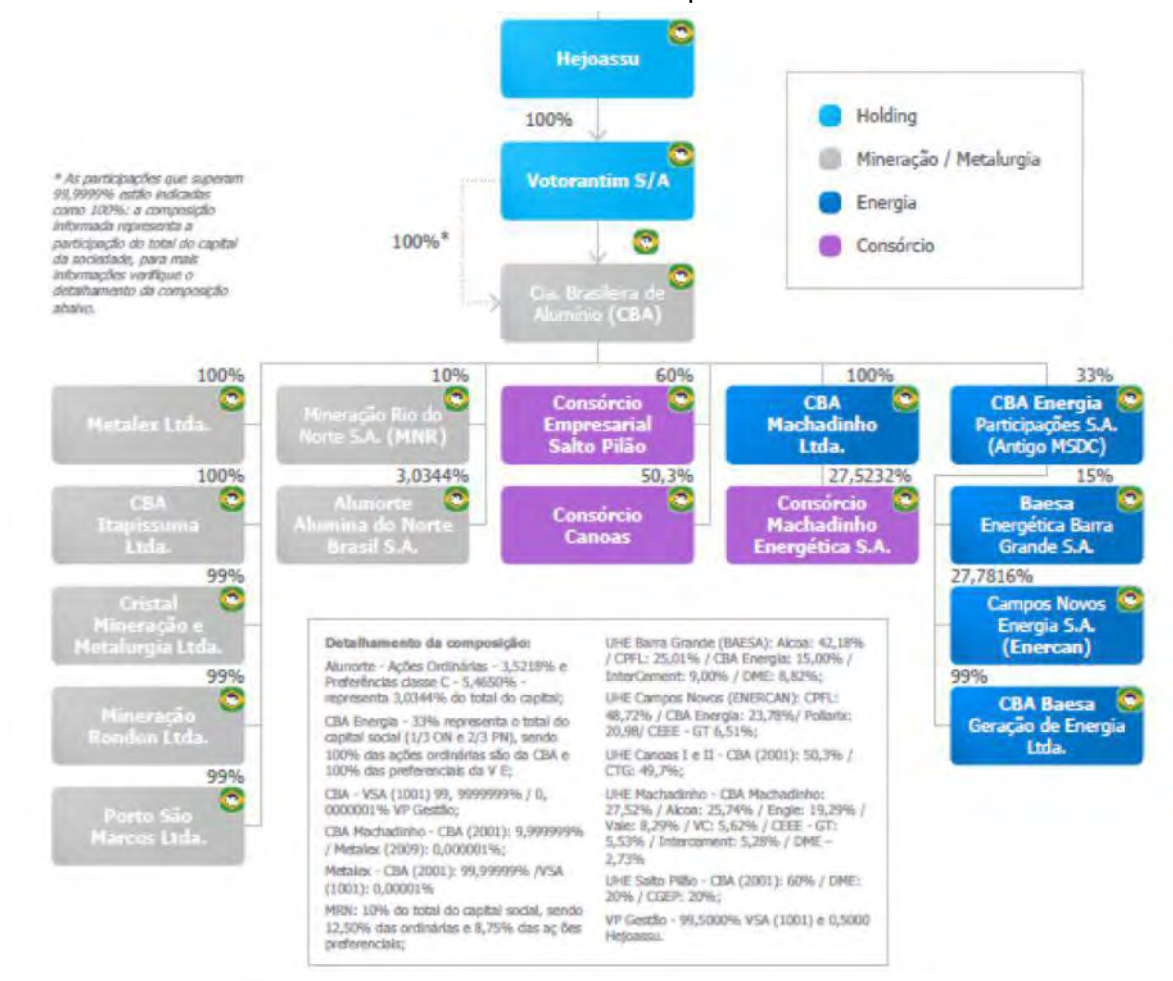 Hejoassu
100%
Votorantim S/A
100%*
Cia. Brasileira de
Alumínio (CBA)
Holding
Mineração / Metalurgia
Energia
Consórcio
* As participações que superam
99,9999% estão indicadas
como 100%: a composição
informada representa a
participação do total do capital
da sociedade, para mais
informações verifique o
detalhamento da composição
abaixo.
100%
Metalex Ltda.
100%
CBA
Itapissuma
Ltda.
99%
Cristal
Mineração e
Metalurgia Ltda.
99%
Mineração
Rondon Ltda.
99%
Porto São
Marcos Ltda.
10%
Mineração Rio do
Norte S.A. (MNR)
3,0344%
Alunorte
Alumina do Norte
Brasil S.A.
60%
Consórcio
Empresarial
Salto Pilão
50,3%
Consórcio
Canoas
100%
CBA
Machadinho
Ltda.
27,5232%
Consórcio
Machadinho
Energética S.A.
33%
CBA Energia
Participações S.A.
(Antigo MSDC)
15%
Baesa
Energética Barra
Grande S.A.
27,7816%
Campos Novos
Energia S.A.
(Enercan)
99%
CBA Baesa
Geração de Energia
Ltda.
Detalhamento da composição:
Alunorte - Ações Ordinárias - 3,5218% e
Preferências classe C - 5,4650% -
representa 3,0344% do total do capital;
CBA Energia - 33% representa o total do
capital social (1/3 ON e 2/3 PN), sendo
100% das ações ordinárias são da CBA e
100% das preferenciais da V E;
CBA - VSA (1001) 99, 9999999% / 0,
0000001% VP Gestão;
CBA Machadinho - CBA (2001): 9,999999%
/ Metalex (2009): 0,000001%;
Metalex - CBA (2001): 99,99999% /VSA
(1001): 0,00001%
MRN: 10% do total do capital social, sendo
12,50% das ordinárias e 8,75% das aç ões
preferenciais;
UHE Barra Grande (BAESA): Alcoa: 42,18%
/ CPFL: 25,01% / CBA Energia: 15,00% /
InterCement: 9,00% / DME: 8,82%;
UHE Campos Novos (ENERCAN): CPFL:
48,72% / CBA Energia: 23,78%/ Pollarix:
20,98/ CEEE - GT 6,51%;
UHE Canoas I e II - CBA (2001): 50,3% /
CTG: 49,7%;
UHE Machadinho - CBA Machadinho:
27,52% / Alcoa: 25,74% / Engie: 19,29% /
Vale: 8,29% / VC: 5,62% / CEEE - GT:
5,53% / Intercement: 5,28% / DME –
2,73%
UHE Salto Pilão - CBA (2001): 60% / DME:
20% / CGEP: 20%;
VP Gestão - 99,5000% VSA (1001) e 0,5000
Hejoassu.